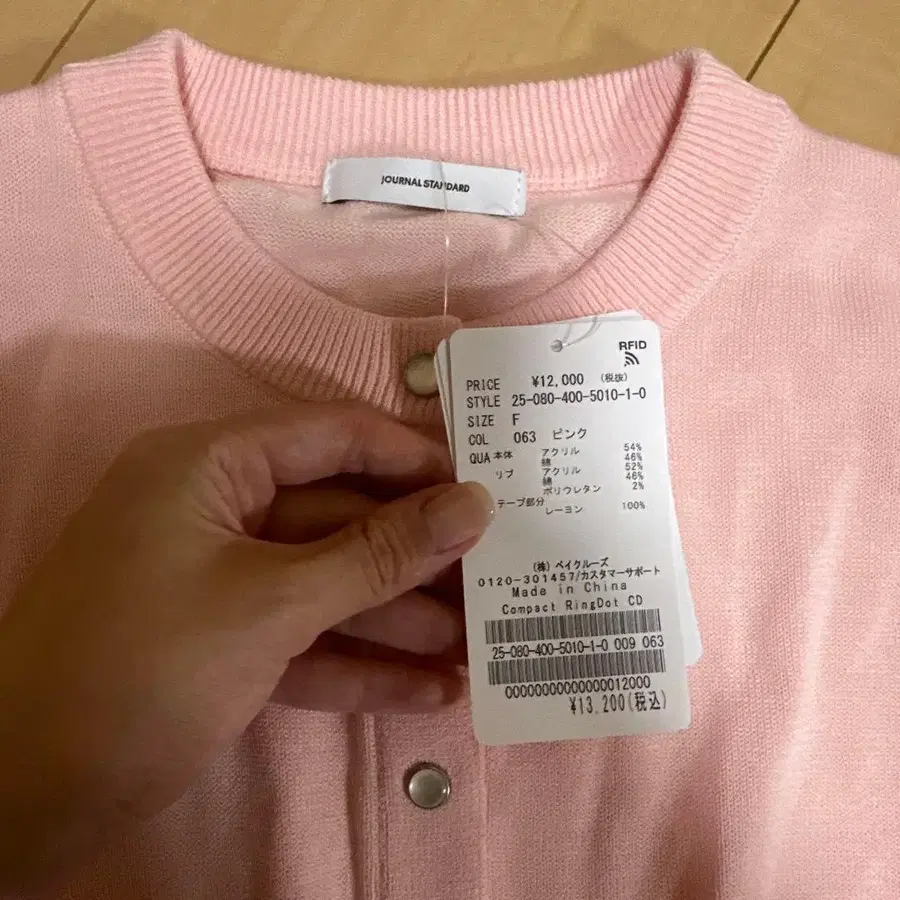 JOURNAL STANDARD
RFID
PRICE ¥12,000 (税抜)
STYLE 25-080-400-5010-1-0
SIZE F
COL 063 ピンク
QUA 本体 アクリル 54%
綿 46%
リブ アクリル 52%
綿 46%
ポリウレタン 2%
テープ部分
レーヨン 100%
(株) ベイクルーズ
0120-301457/カスタマーサポート
Made in China
Compact RingDot CD
25-080-400-5010-1-0 009 063
00000000000000012000
¥13,200(税込)